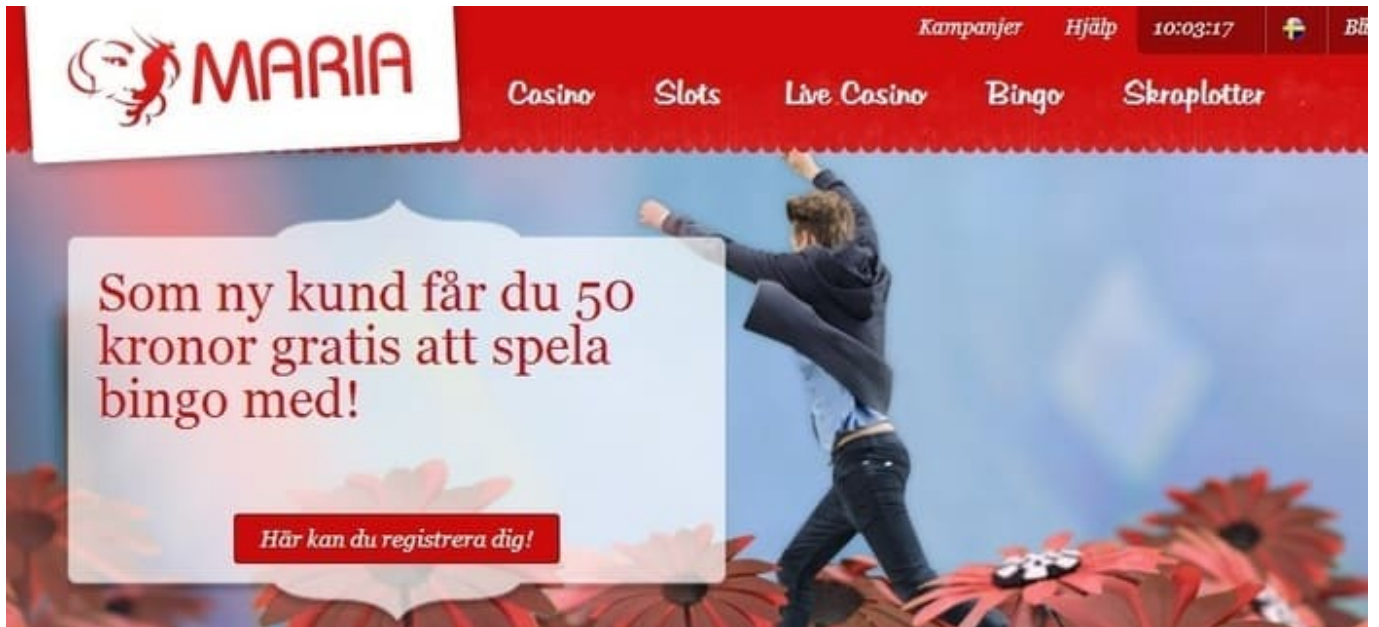 MARIA
Kampanjer Hjälp 10:03:17
Casino Slots Live Casino Bingo Skraplotter
Som ny kund får du 50
kronor gratis att spela
bingo med!
Här kan du registrera dig!